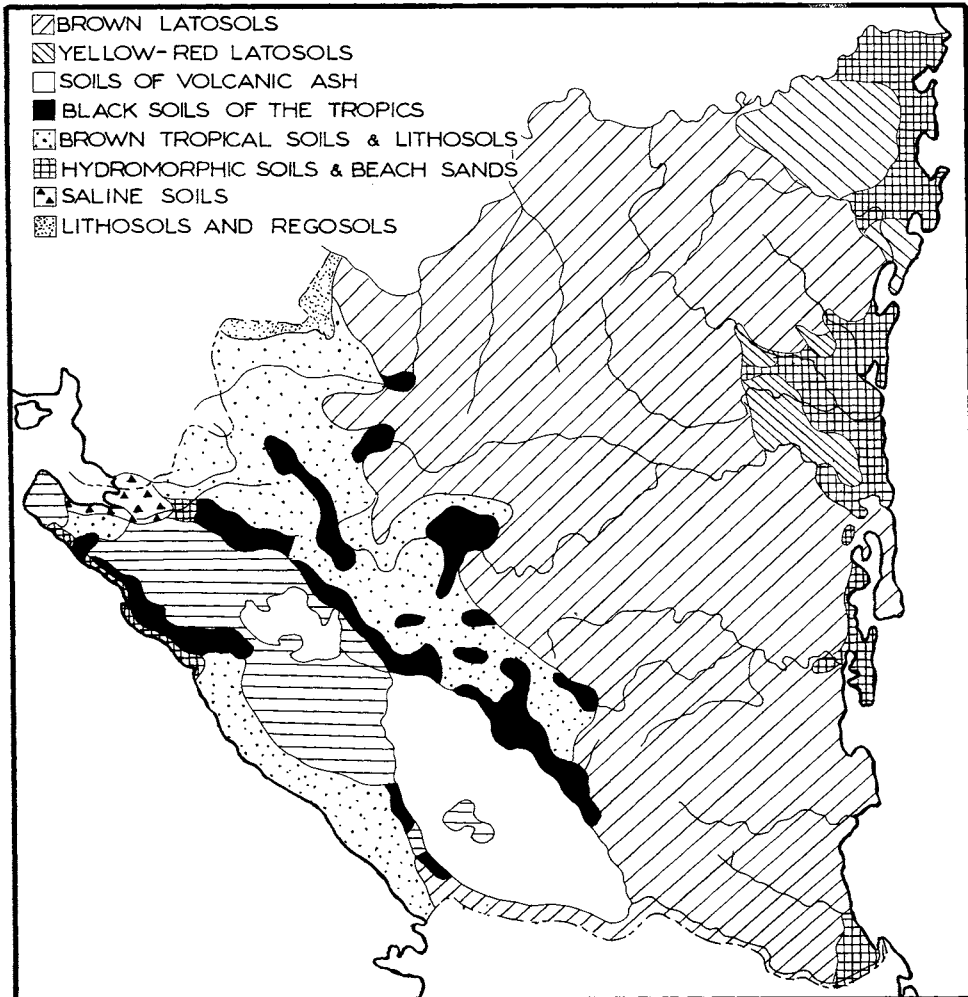 BROWN LATOSOLS
YELLOW-RED LATOSOLS
SOILS OF VOLCANIC ASH
BLACK SOILS OF THE TROPICS
BROWN TROPICAL SOILS & LITHOSOLS
HYDROMORPHIC SOILS & BEACH SANDS
SALINE SOILS
LITHOSOLS AND REGOSOLS